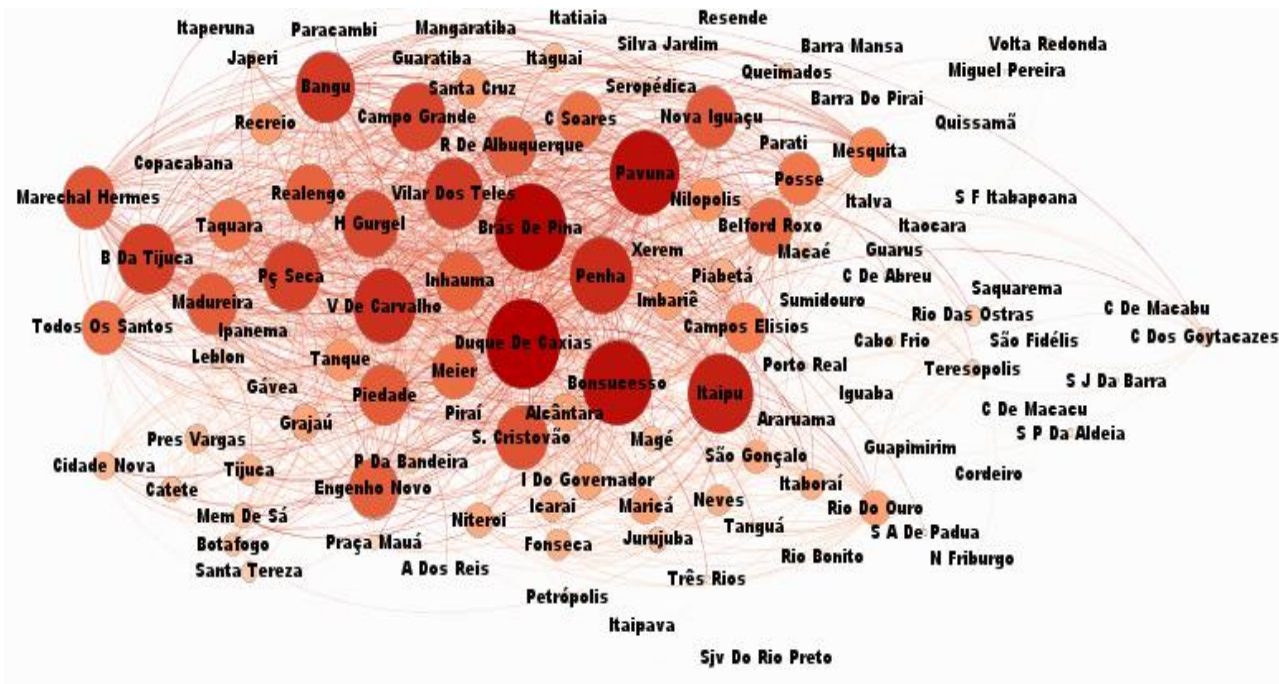 Itaperuna
Paracambi
Mangaratiba
Itatiaia
Resende
Japeri
Guaratiba
Itaguai
Silva Jardim
Barra Mansa
Volta Redonda
Bangu
Santa Cruz
Seropédica
Queimados
Miguel Pereira
Recreio
Campo Grande
C Soares
Nova Iguaçu
Barra Do Pirai
Quissamã
Copacabana
R De Albuquerque
Pavuna
Parati
Mesquita
Marechal Hermes
Realengo
Vilar Dos Teles
Nilopolis
Posse
Italva
S F Itabapoana
Taquara
H Gurgel
Brás De Pina
Belford Roxo
Itaocara
B Da Tijuca
Pç Seca
Inhauma
Penha
Xerem
Piabetá
Macaé
Guarus
C De Abreu
Madureira
V De Carvalho
Imbariê
Sumidouro
Saquarema
Rio Das Ostras
C De Macabu
Todos Os Santos
Ipanema
Duque De Caxias
Campos Elisios
Cabo Frio
São Fidélis
C Dos Goytacazes
Leblon
Tanque
Meier
Bonsucesso
Itaipu
Porto Real
Teresopolis
Gávea
Piedade
Iguaba
S J Da Barra
Grajaú
Piraí
Alcântara
Araruama
C De Macacu
Pres Vargas
S. Cristovão
Magé
Guapimirim
S P Da Aldeia
Cidade Nova
Tijuca
P Da Bandeira
São Gonçalo
Cordeiro
Catete
Engenho Novo
I Do Governador
Itaboraí
Mem De Sá
Niteroi
Icarai
Maricá
Neves
Rio Do Ouro
Botafogo
Praça Mauá
Fonseca
Jurujuba
Tanguá
S A De Padua
Santa Tereza
A Dos Reis
Três Rios
Rio Bonito
N Friburgo
Petrópolis
Itaipava
Sjv Do Rio Preto